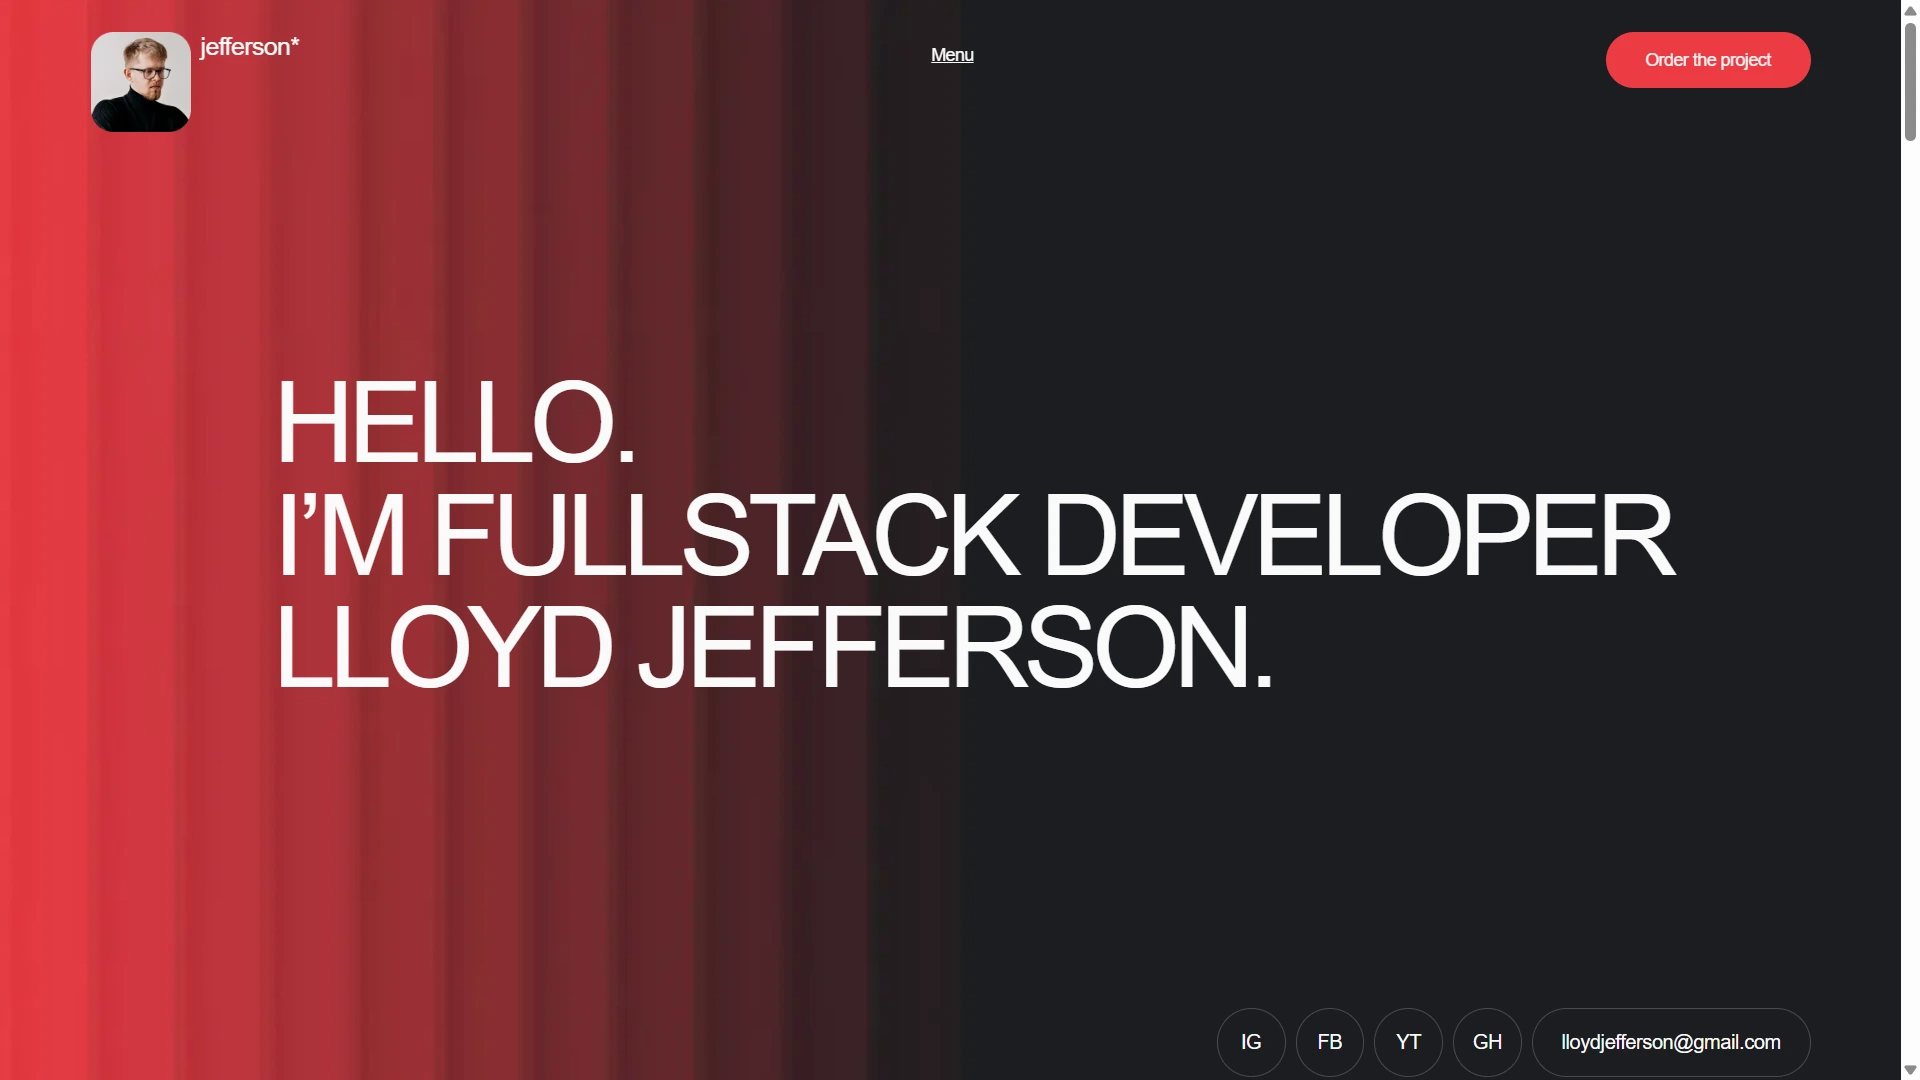 jefferson*
Menu
Order the project
HELLO.
I’M FULLSTACK DEVELOPER
LLOYD JEFFERSON.
IG
FB
YT
GH
lloydjefferson@gmail.com